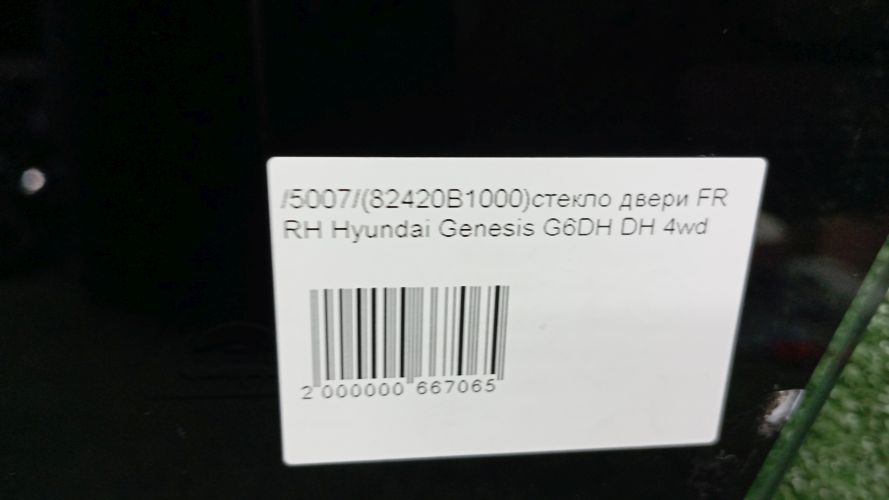 /5007/(82420B1000)стекло двери FR
RH Hyundai Genesis G6DH DH 4wd
2 000000 667065